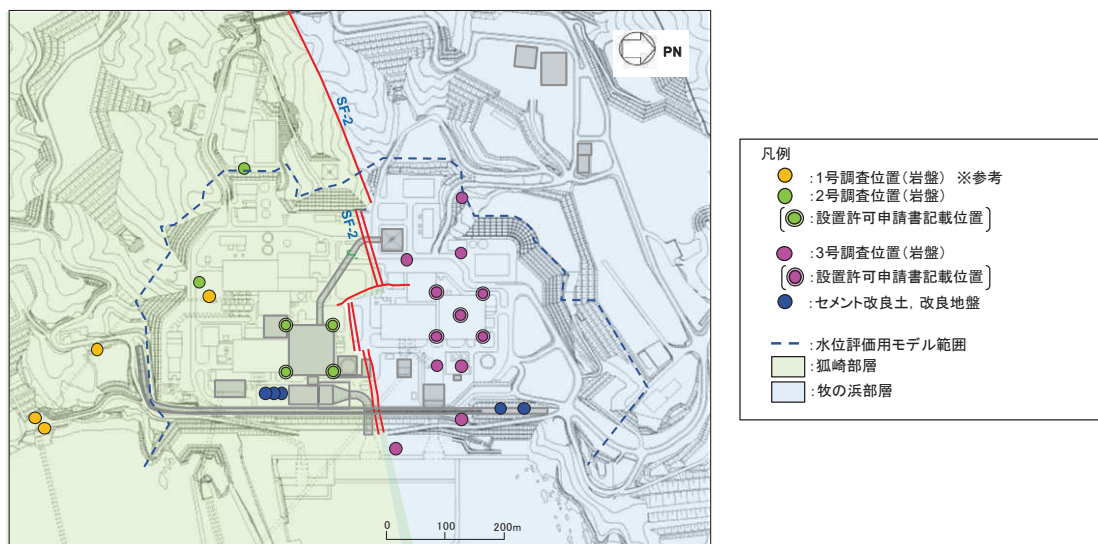 PN
SF-2
SF-2
0 100 200m
凡例
:1号調査位置(岩盤) ※参考
:2号調査位置(岩盤)
:設置許可申請書記載位置
:3号調査位置(岩盤)
:設置許可申請書記載位置
:セメント改良土, 改良地盤
:水位評価用モデル範囲
:狐崎部層
:牧の浜部層